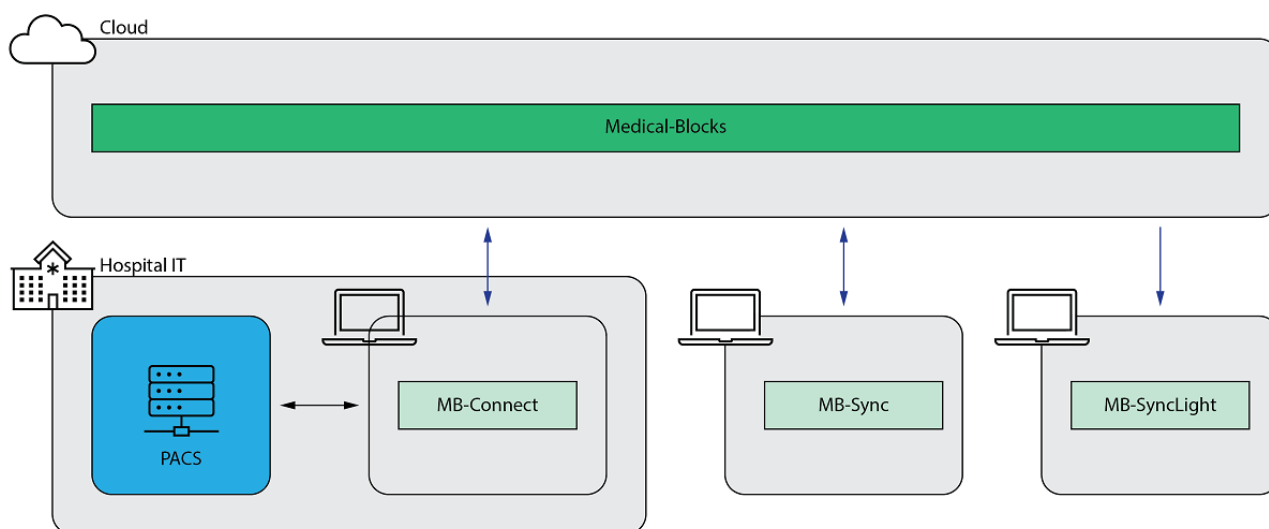 Cloud
Medical-Blocks
Hospital IT
PACS
MB-Connect
MB-Sync
MB-SyncLight